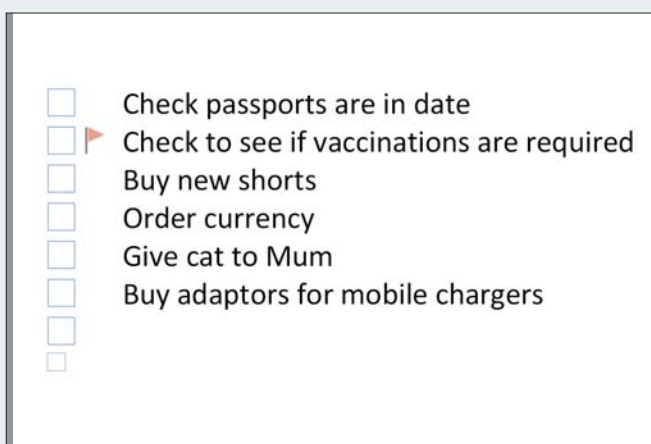 Check passports are in date
Check to see if vaccinations are required
Buy new shorts
Order currency
Give cat to Mum
Buy adaptors for mobile chargers